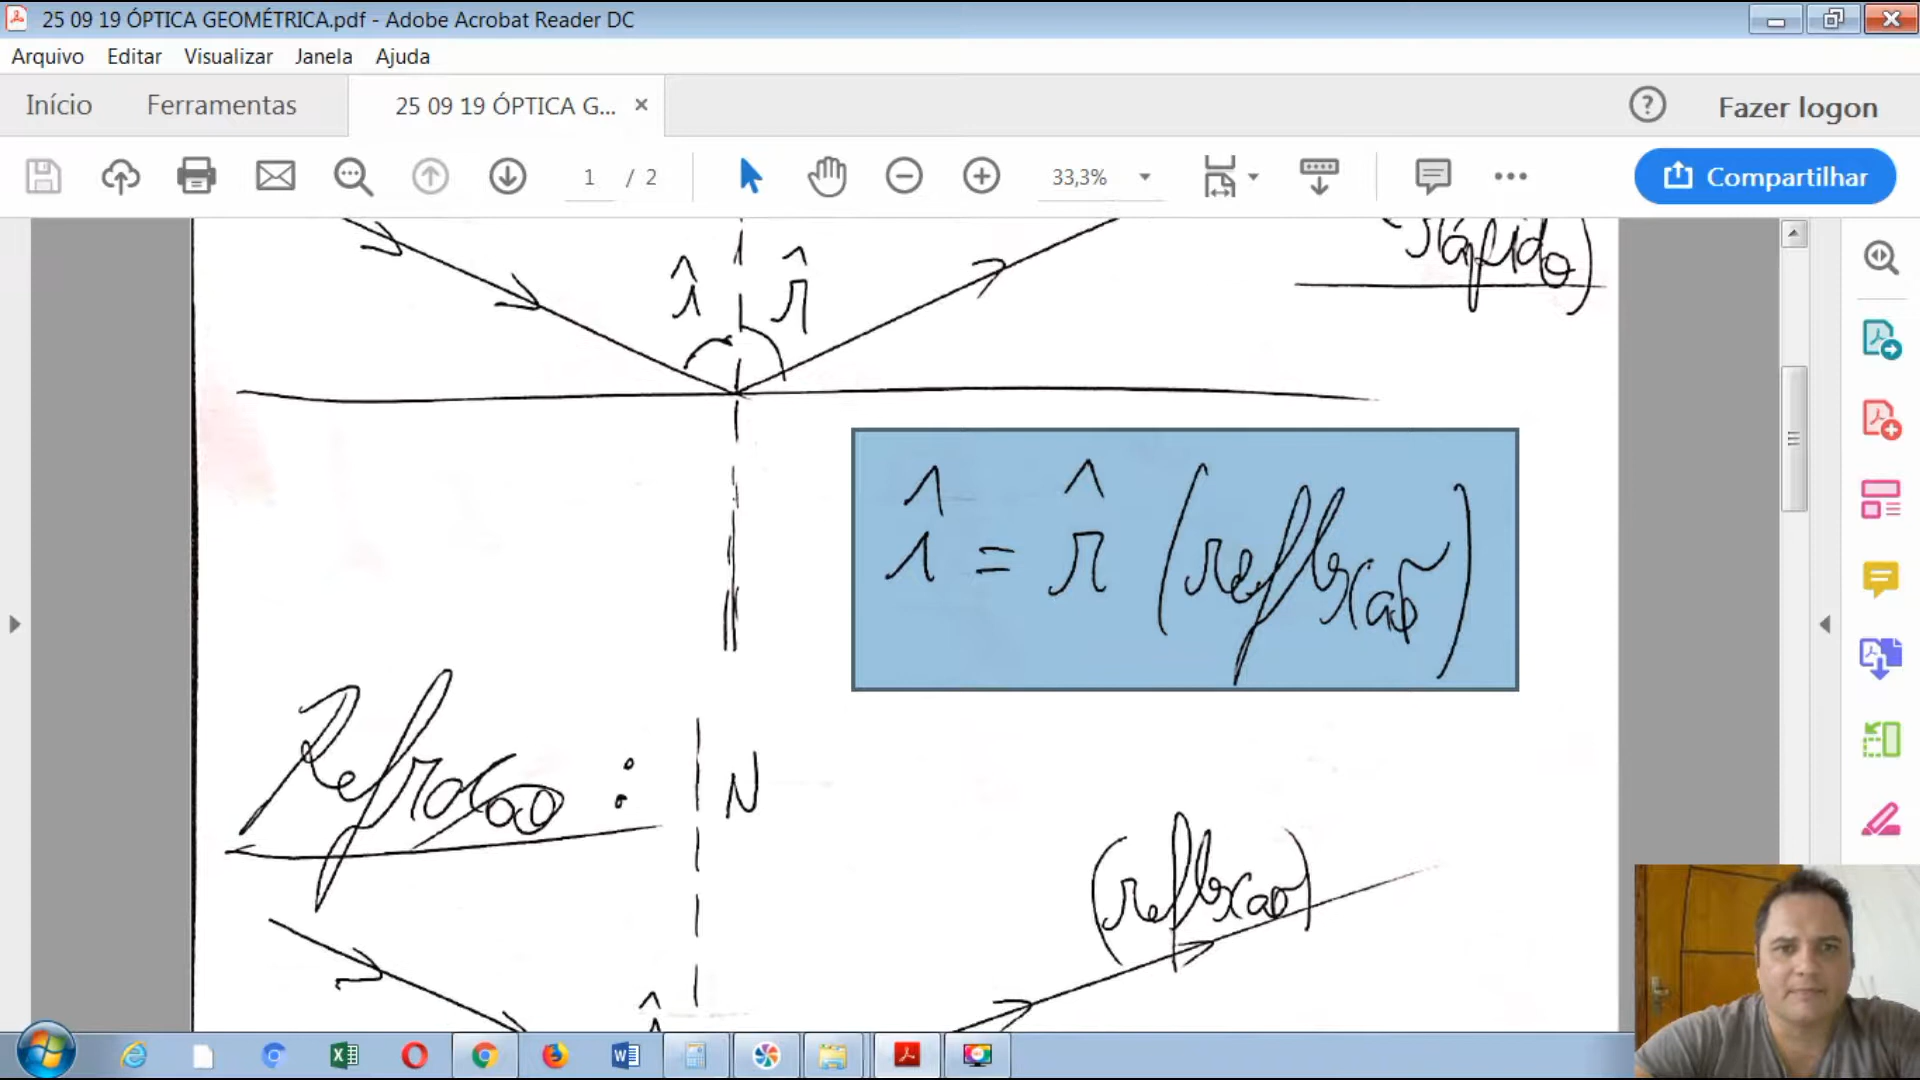 25 09 19 ÓPTICA GEOMÉTRICA.pdf - Adobe Acrobat Reader DC
Arquivo Editar Visualizar Janela Ajuda
Início Ferramentas 25 09 19 ÓPTICA G... × Fazer logon
1 / 2 33,3% Compartilhar
rápido)
î r̂
î = r̂ (reflexão)
Refração : N
(reflexão)
î